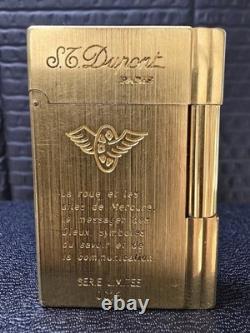 S.T. Dupont
PARIS
La roue et les
ailes de Mercure,
le messager des
Dieux, symboles
du savoir et de
la communication
SERIE LIMITEE